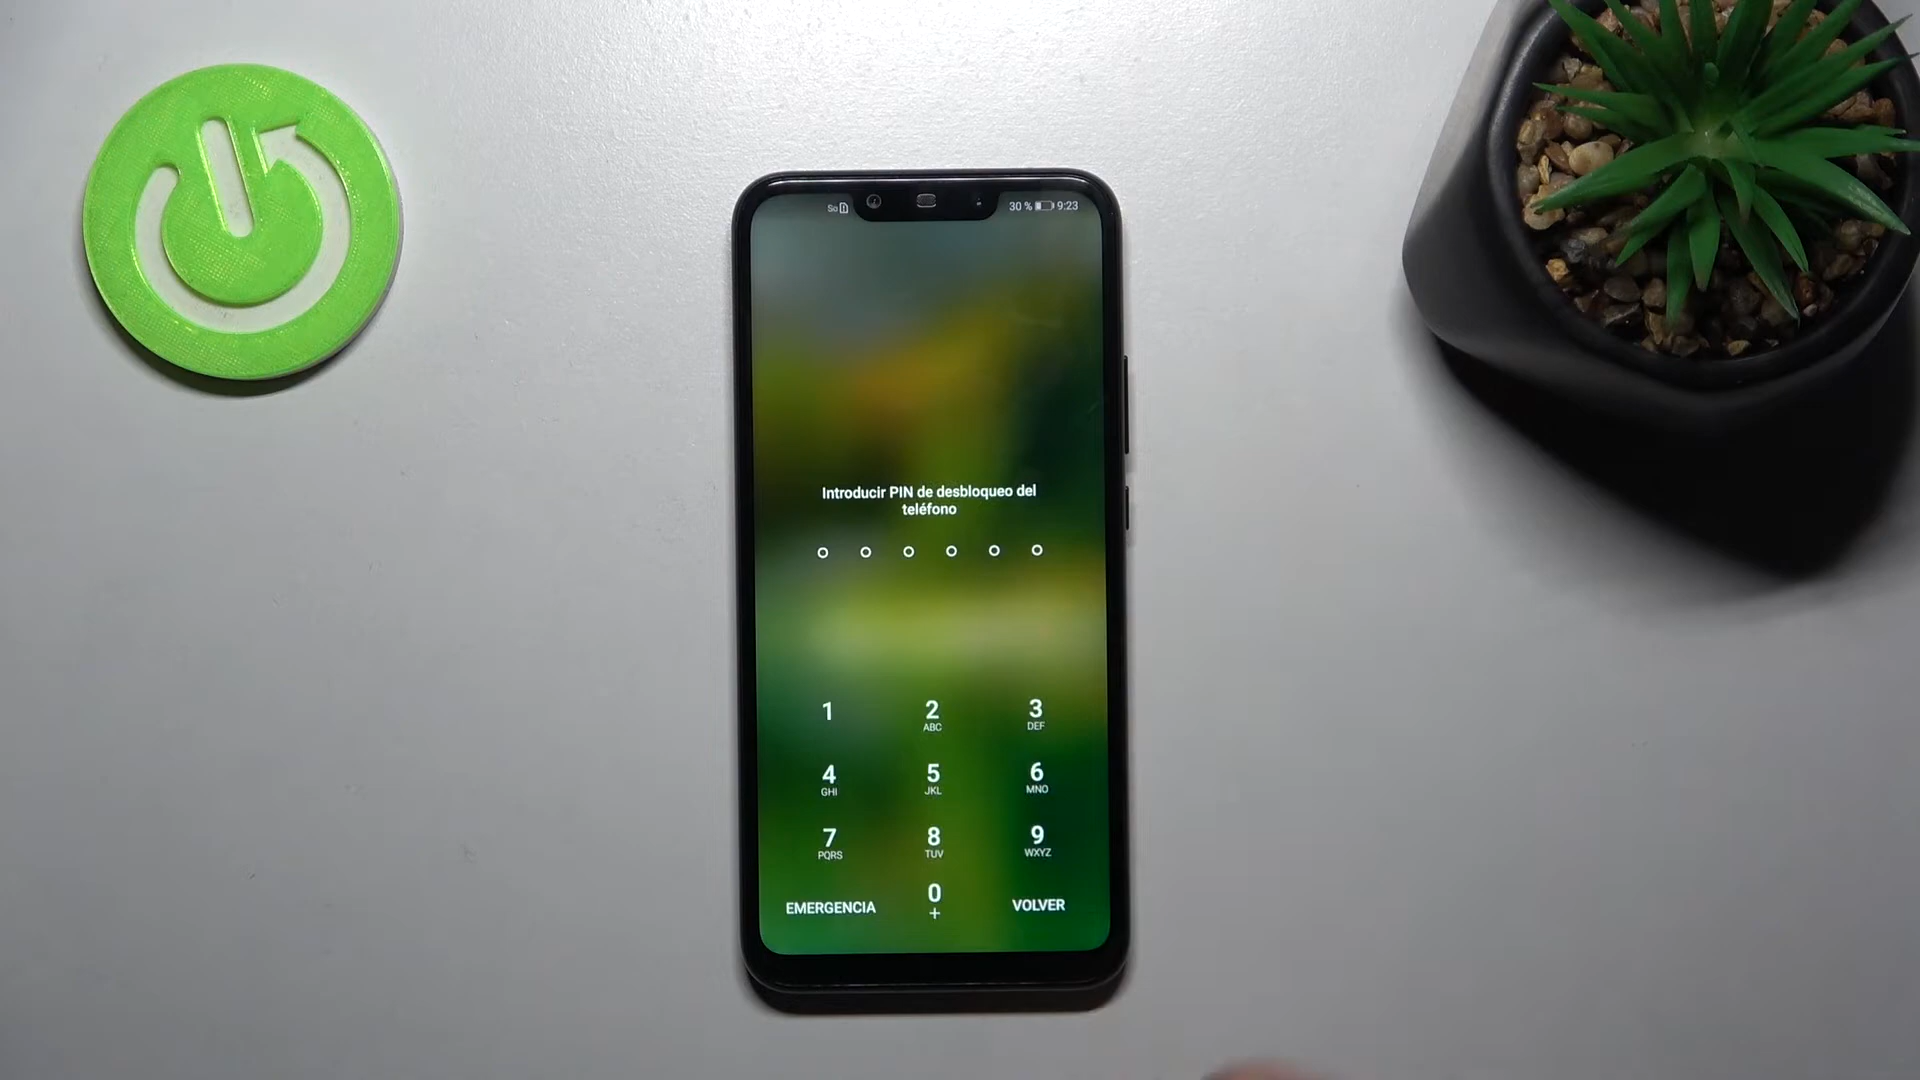 So 30 % 9:23
Introducir PIN de desbloqueo del
teléfono
1 2 3
ABC DEF
4 5 6
GHI JKL MNO
7 8 9
PQRS TUV WXYZ
EMERGENCIA 0 VOLVER
+